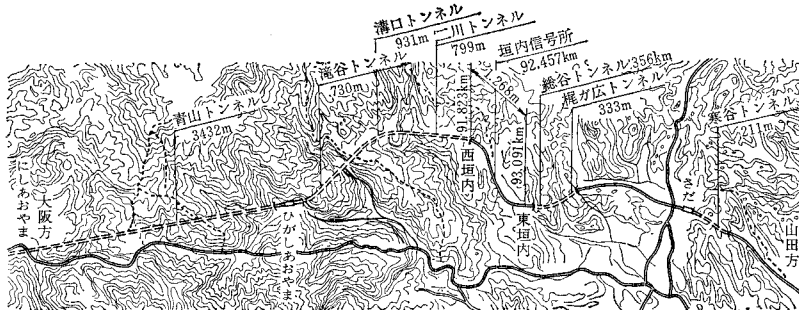 溝口トンネル
931m
一川トンネル
799m
垣内信号所
92.457km
滝谷トンネル
730m
総谷トンネル356km
梶ガ広トンネル
333m
青山トンネル
3432m
寒谷トンネル
211m
91.823km
268m
93.091km
西垣内
東垣内
さだ
大阪方
にしあおやま
ひがしあおやま
山田方